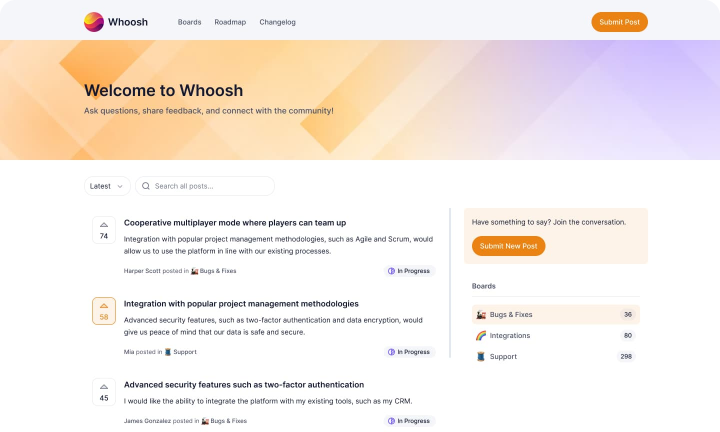 Whoosh
Boards
Roadmap
Changelog
Submit Post
Welcome to Whoosh
Ask questions, share feedback, and connect with the community!
Latest
Search all posts...
74
Cooperative multiplayer mode where players can team up
Integration with popular project management methodologies, such as Agile and Scrum, would
allow us to use the platform in line with our existing processes.
Harper Scott posted in Bugs & Fixes
In Progress
58
Integration with popular project management methodologies
Advanced security features, such as two-factor authentication and data encryption, would
give us peace of mind that our data is safe and secure.
Mia posted in Support
In Progress
45
Advanced security features such as two-factor authentication
I would like the ability to integrate the platform with my existing tools, such as my CRM.
James Gonzalez posted in Bugs & Fixes
In Progress
Have something to say? Join the conversation.
Submit New Post
Boards
Bugs & Fixes 36
Integrations 80
Support 298